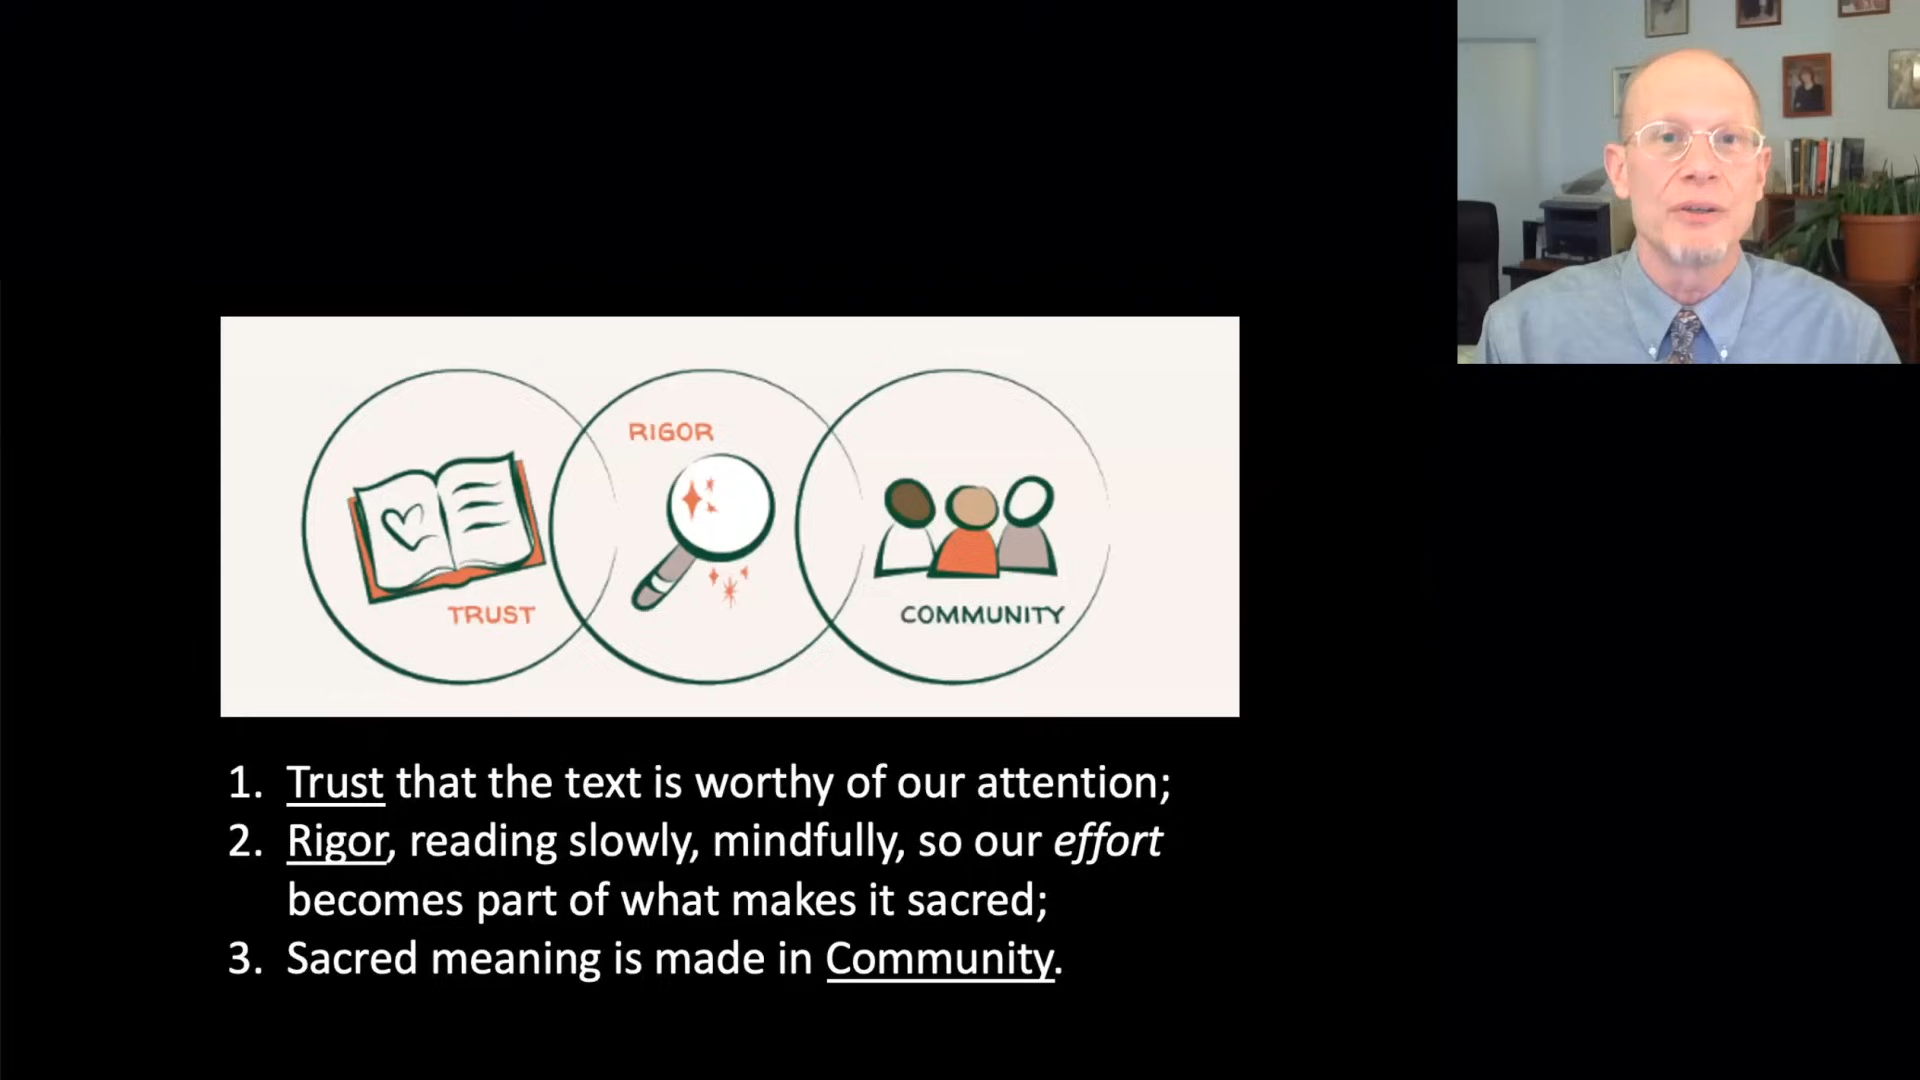 RIGOR
TRUST
COMMUNITY
1. Trust that the text is worthy of our attention;
2. Rigor, reading slowly, mindfully, so our effort
becomes part of what makes it sacred;
3. Sacred meaning is made in Community.